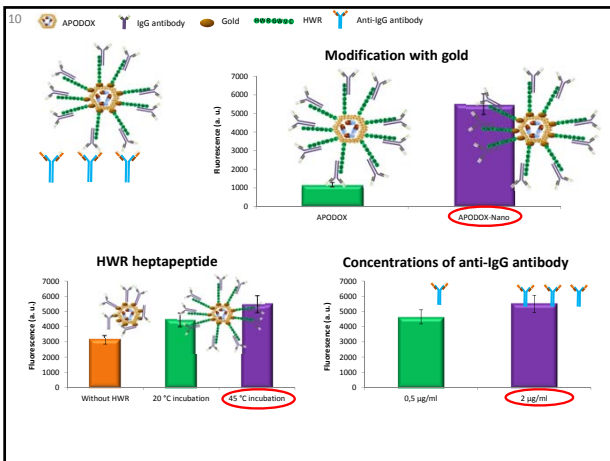 10
APODOX IgG antibody Gold HWRGWVC HWR Anti-IgG antibody
Modification with gold
Fluorescence (a. u.)
7000
6000
5000
4000
3000
2000
1000
0
APODOX APODOX-Nano
HWR heptapeptide
Fluorescence (a. u.)
7000
6000
5000
4000
3000
2000
1000
0
Without HWR 20 °C incubation 45 °C incubation
Concentrations of anti-IgG antibody
Fluorescence (a. u.)
7000
6000
5000
4000
3000
2000
1000
0
0,5 µg/ml 2 µg/ml